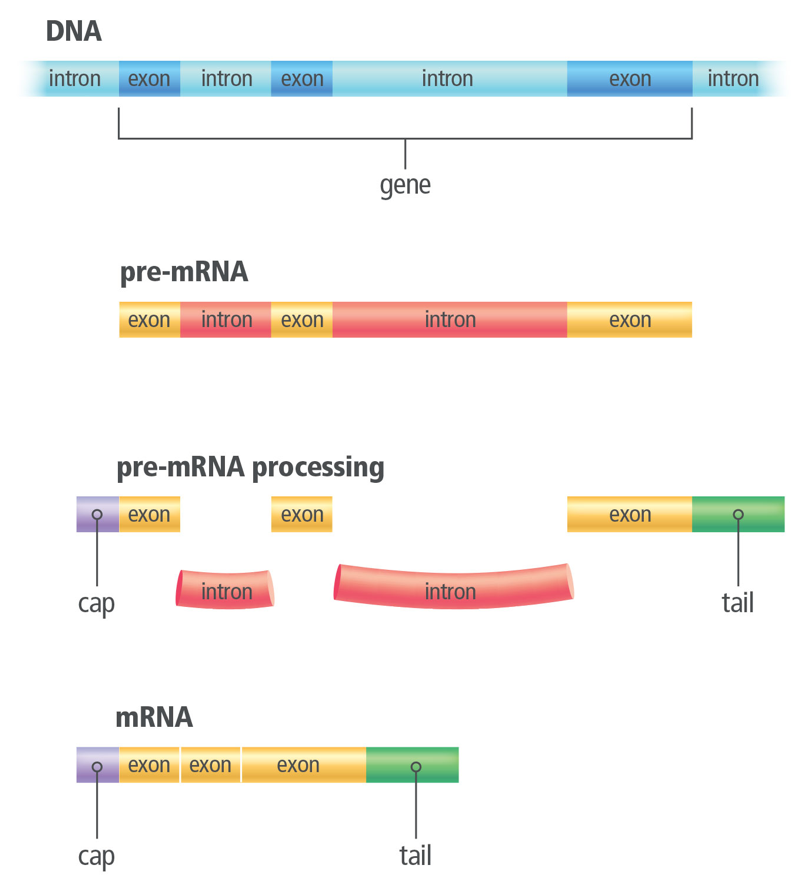 DNA
intron exon intron exon intron exon intron
gene
pre-mRNA
exon intron exon intron exon
pre-mRNA processing
exon exon exon
intron intron
cap tail
mRNA
exon exon exon
cap tail